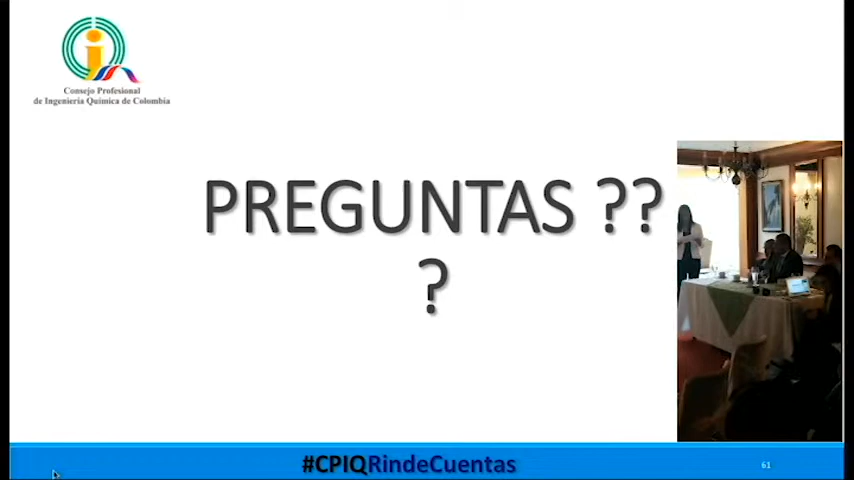 Consejo Profesional
de Ingeniería Química de Colombia
PREGUNTAS ??
?
#CPIQRindeCuentas
61